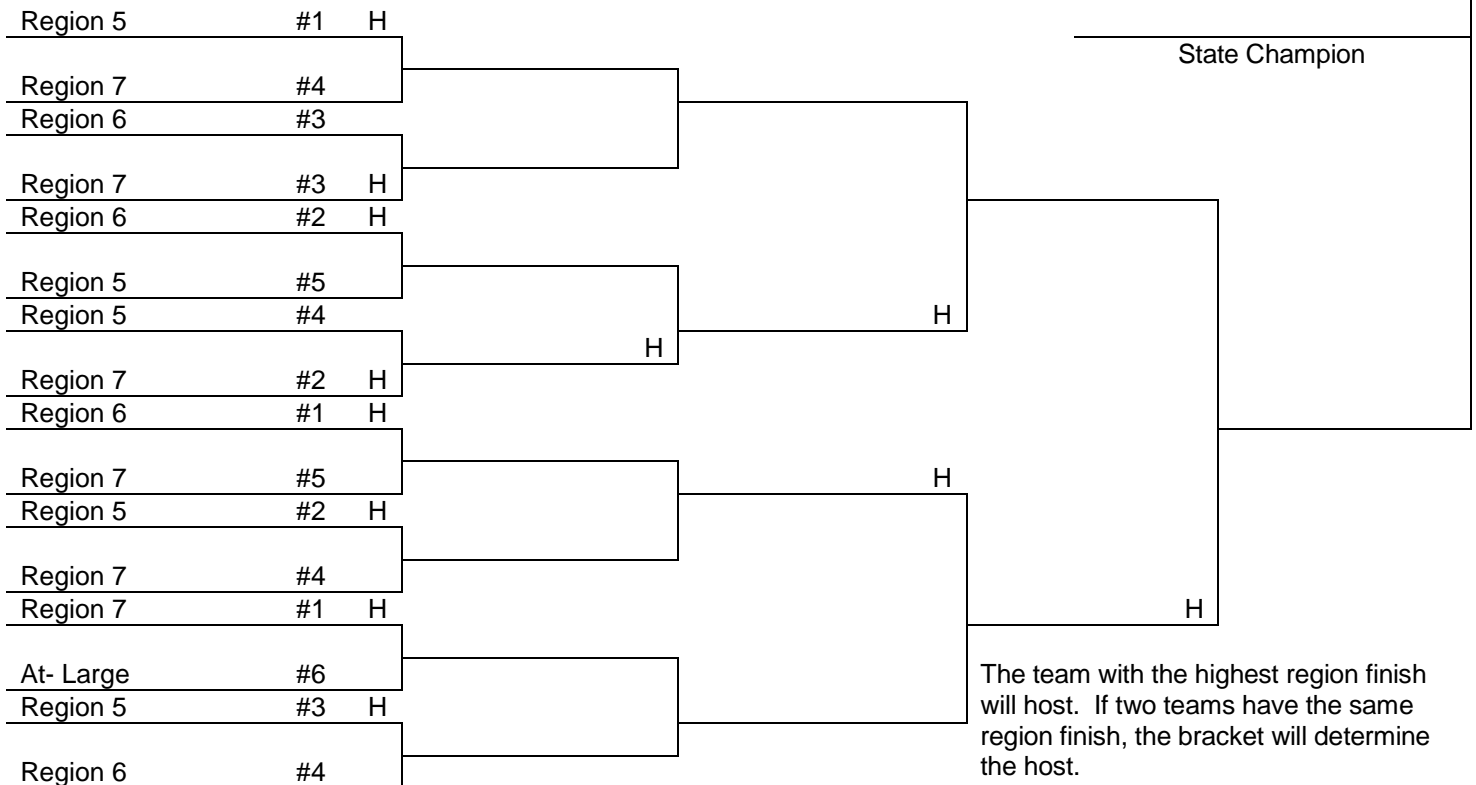 Region 5 #1 H
State Champion
Region 7 #4
Region 6 #3
Region 7 #3 H
Region 6 #2 H
Region 5 #5
Region 5 #4
H
H
Region 7 #2 H
Region 6 #1 H
Region 7 #5
H
Region 5 #2 H
Region 7 #4
Region 7 #1 H
H
At- Large #6
Region 5 #3 H
Region 6 #4
The team with the highest region finish
will host. If two teams have the same
region finish, the bracket will determine
the host.